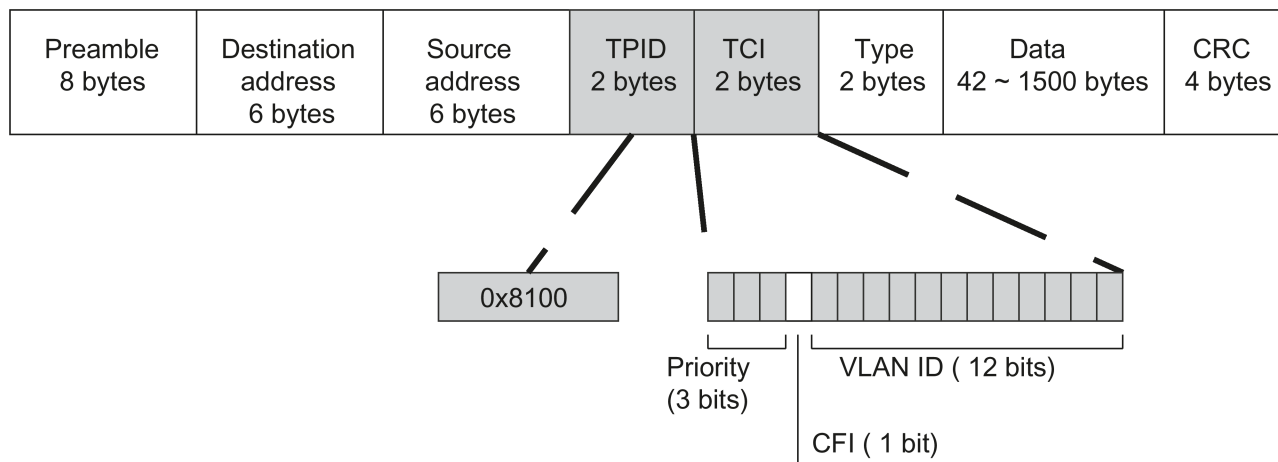 Preamble
8 bytes
Destination
address
6 bytes
Source
address
6 bytes
TPID
2 bytes
TCI
2 bytes
Type
2 bytes
Data
42 ~ 1500 bytes
CRC
4 bytes
0x8100
Priority
(3 bits)
VLAN ID ( 12 bits)
CFI ( 1 bit)